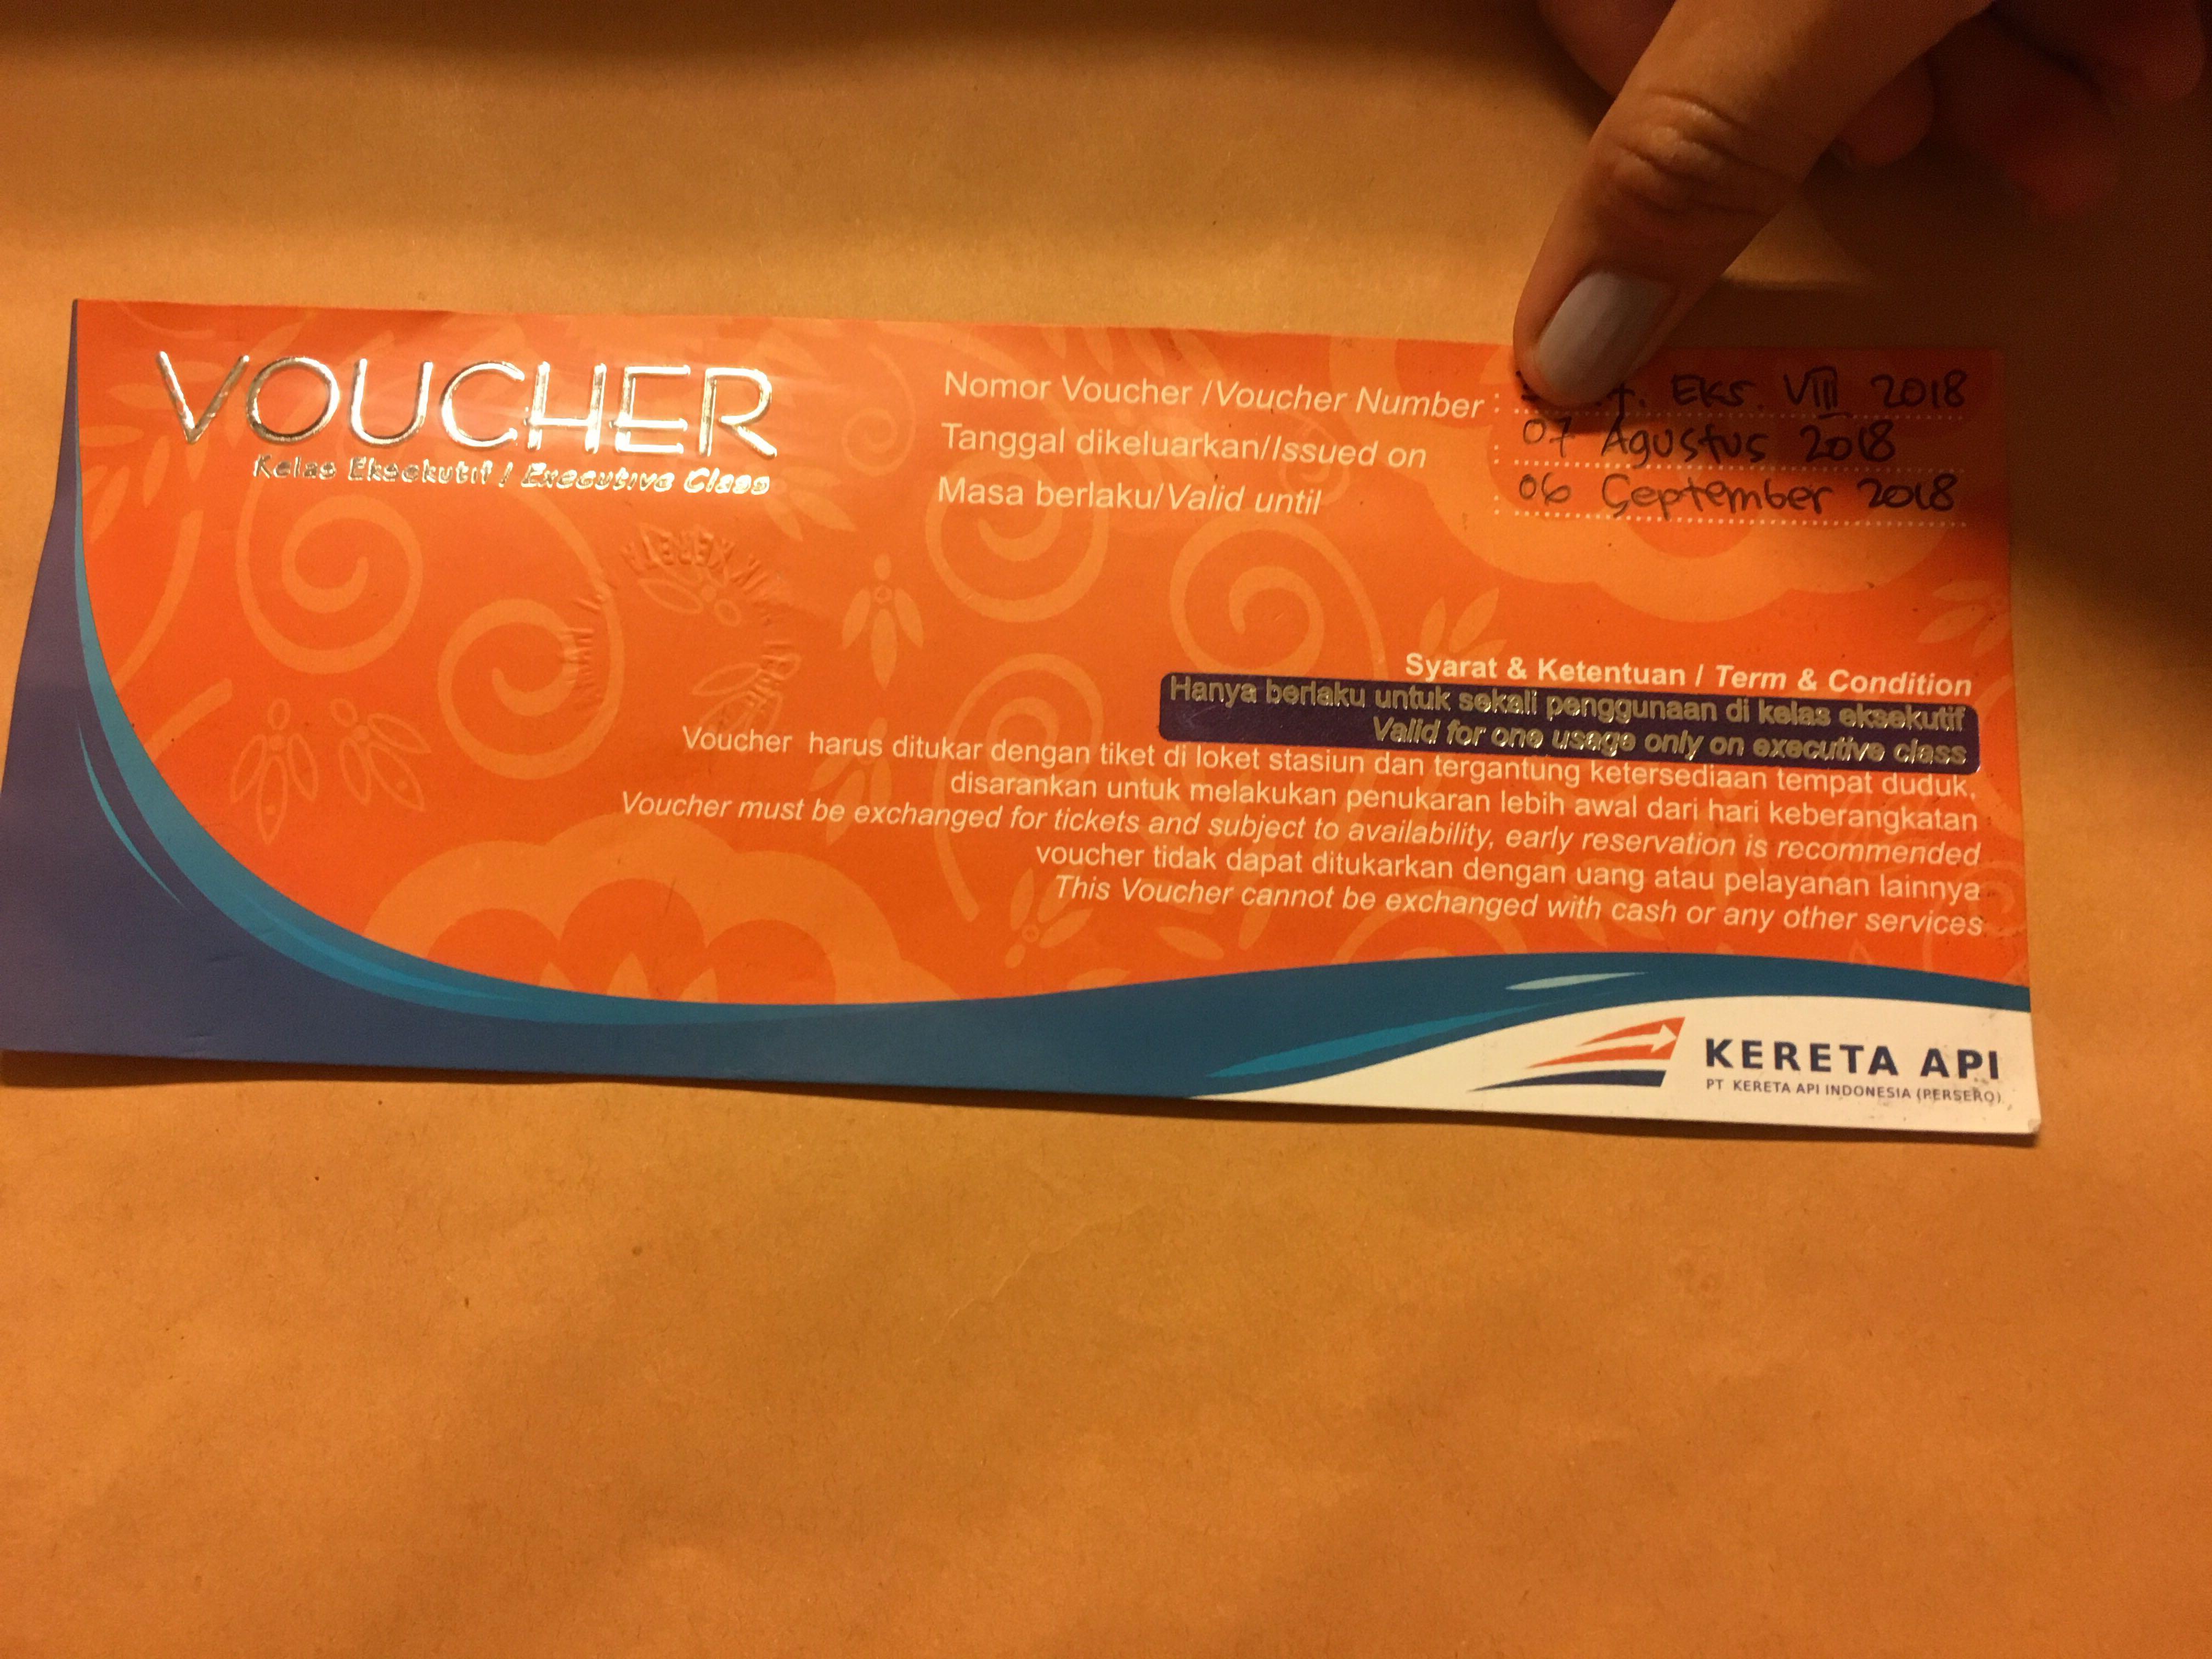 VOUCHER
Kelas Eksekutif / Executive Class
Nomor Voucher /Voucher Number : EKS. VIII 2018
Tanggal dikeluarkan/Issued on : 07 Agustus 2018
Masa berlaku/Valid until : 06 September 2018
Syarat & Ketentuan / Term & Condition
Hanya berlaku untuk sekali penggunaan di kelas eksekutif
Valid for one usage only on executive class
Voucher harus ditukar dengan tiket di loket stasiun dan tergantung ketersediaan tempat duduk,
disarankan untuk melakukan penukaran lebih awal dari hari keberangkatan
Voucher must be exchanged for tickets and subject to availability, early reservation is recommended
voucher tidak dapat ditukarkan dengan uang atau pelayanan lainnya
This Voucher cannot be exchanged with cash or any other services
KERETA API
PT KERETA API INDONESIA (PERSERO)